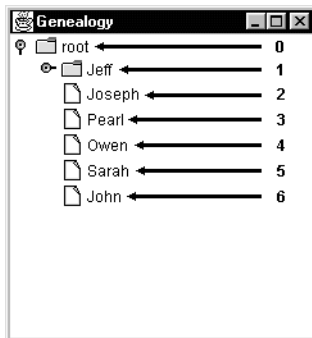 Genealogy
root 0
Jeff 1
Joseph 2
Pearl 3
Owen 4
Sarah 5
John 6